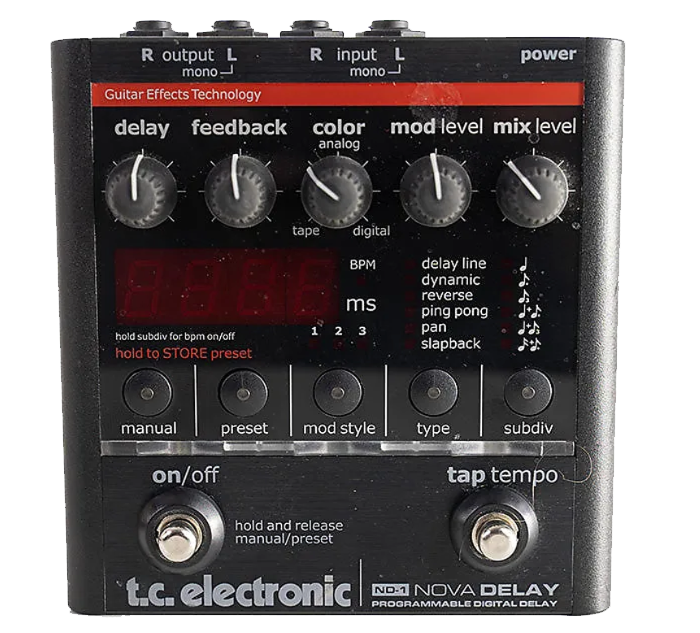 R output L
mono
R input L
mono
power
Guitar Effects Technology
delay
feedback
color
analog
mod level
mix level
tape
digital
BPM
ms
1 2 3
delay line
dynamic
reverse
ping pong
pan
slapback
hold subdiv for bpm on/off
hold to STORE preset
manual
preset
mod style
type
subdiv
on/off
tap tempo
hold and release
manual/preset
t.c. electronic
ND-1 NOVA DELAY
PROGRAMMABLE DIGITAL DELAY